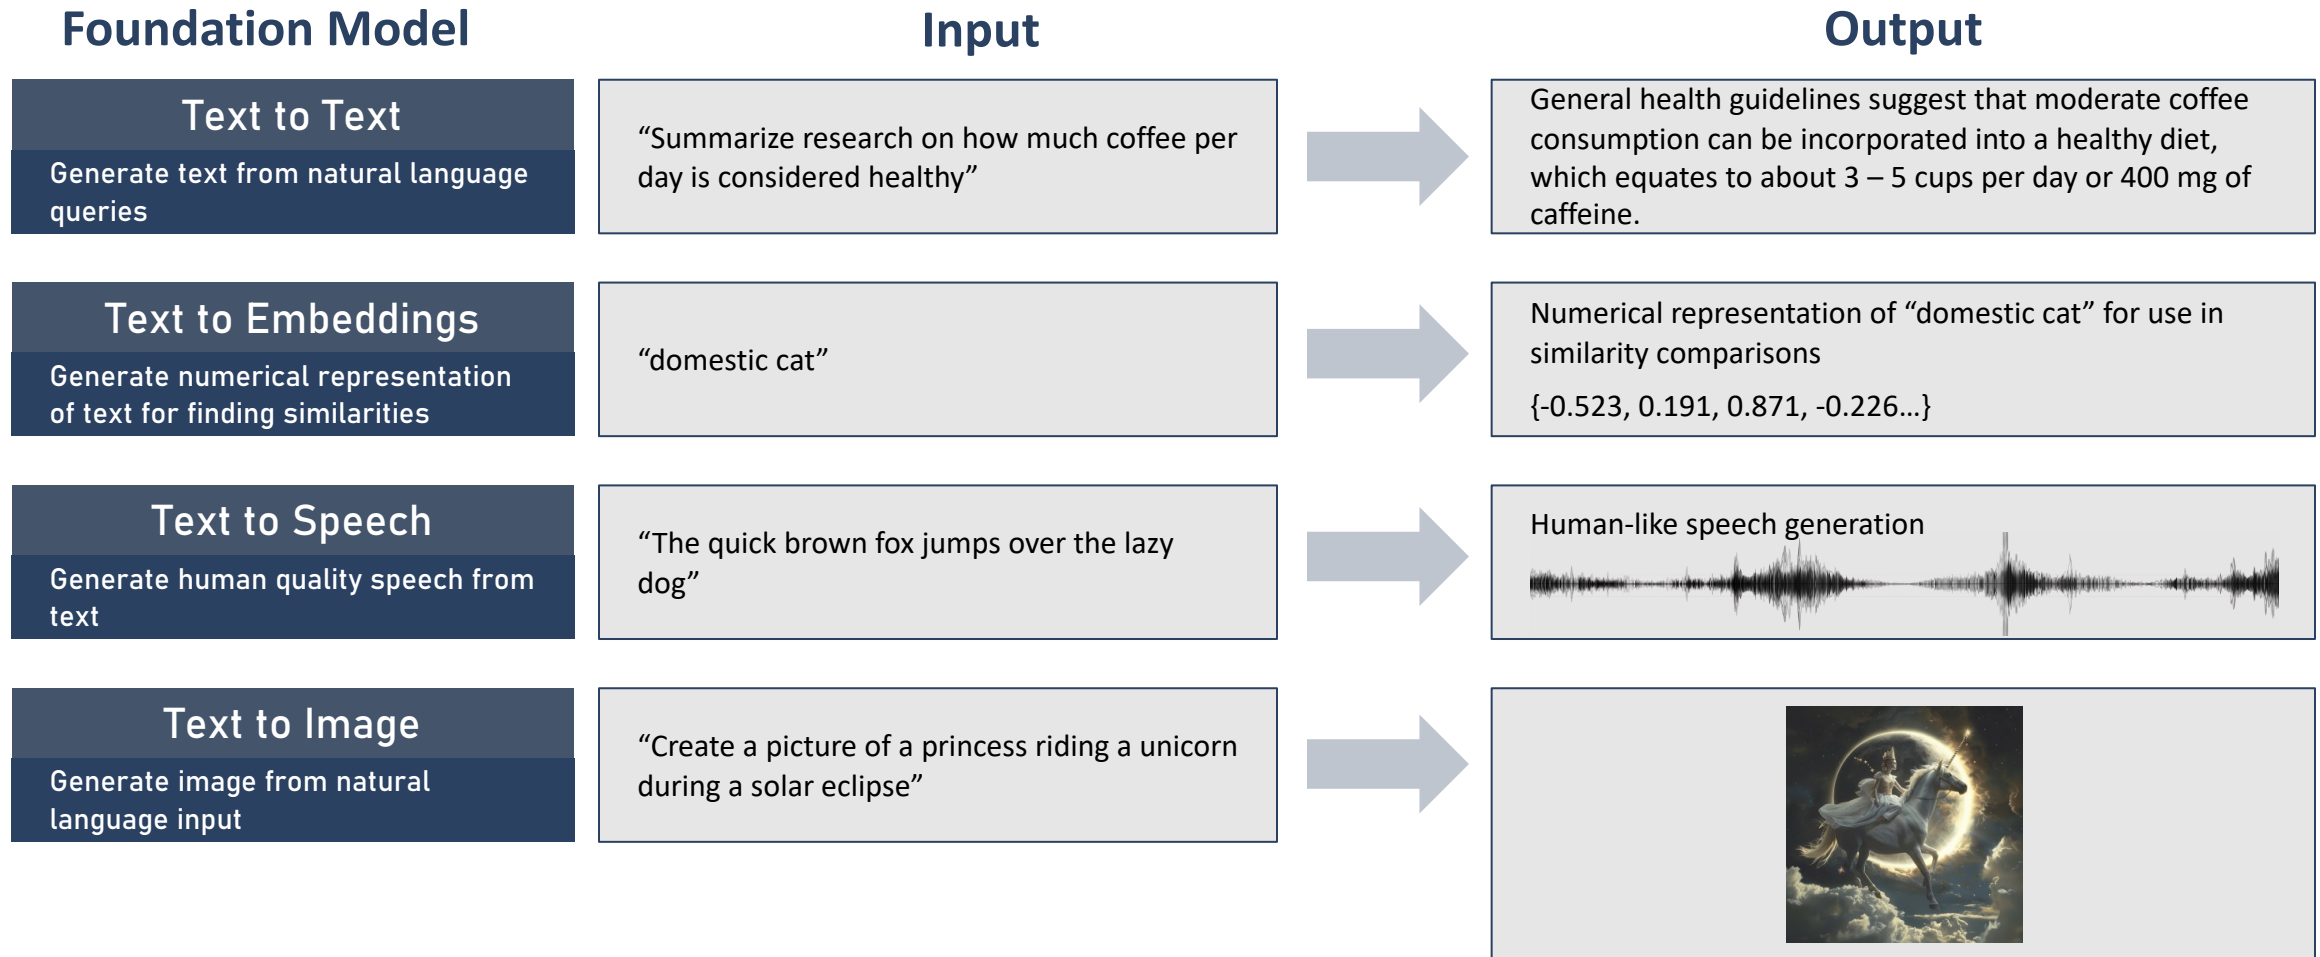 Foundation Model
Input
Output
Text to Text
Generate text from natural language
queries
“Summarize research on how much coffee per
day is considered healthy”
General health guidelines suggest that moderate coffee
consumption can be incorporated into a healthy diet,
which equates to about 3 – 5 cups per day or 400 mg of
caffeine.
Text to Embeddings
Generate numerical representation
of text for finding similarities
“domestic cat”
Numerical representation of “domestic cat” for use in
similarity comparisons
{-0.523, 0.191, 0.871, -0.226…}
Text to Speech
Generate human quality speech from
text
“The quick brown fox jumps over the lazy
dog”
Human-like speech generation
Text to Image
Generate image from natural
language input
“Create a picture of a princess riding a unicorn
during a solar eclipse”